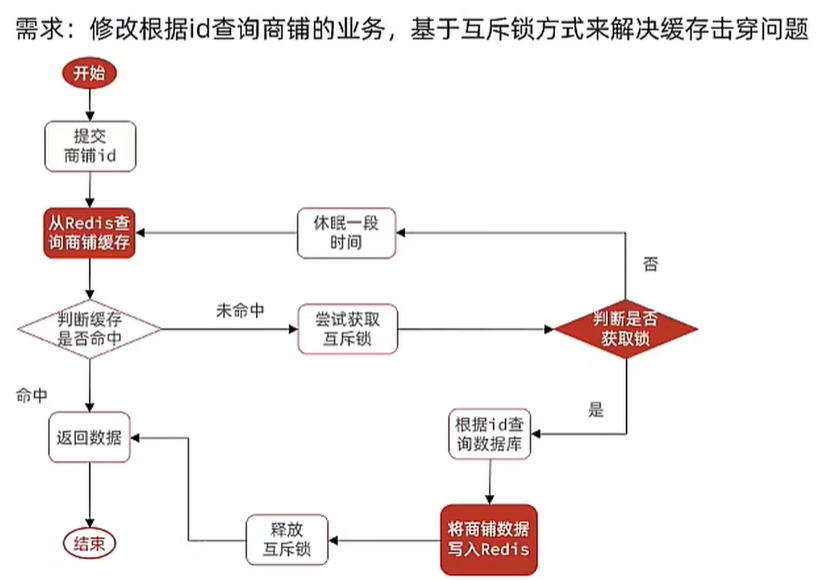 需求：修改根据id查询商铺的业务，基于互斥锁方式来解决缓存击穿问题
开始
提交
商铺id
从Redis查
询商铺缓存
休眠一段
时间
否
判断缓存
是否命中
未命中
尝试获取
互斥锁
判断是否
获取锁
命中
是
返回数据
根据id查
询数据库
结束
释放
互斥锁
将商铺数据
写入Redis